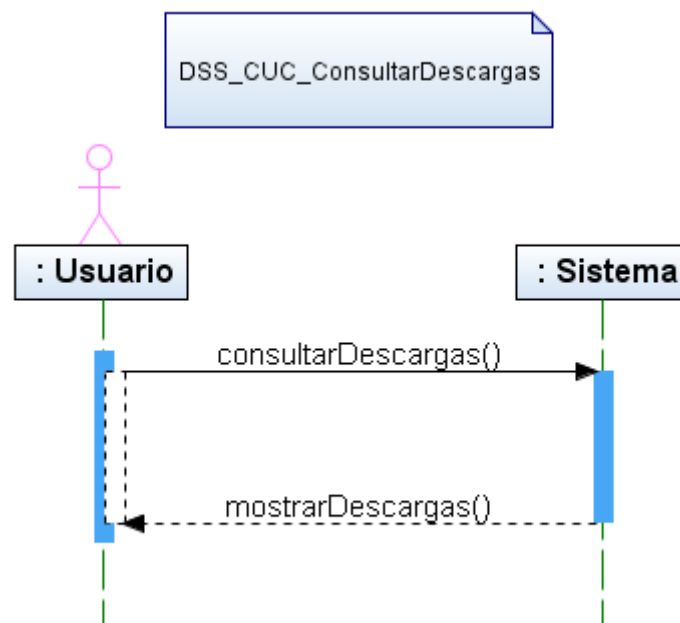 DSS_CUC_ConsultarDescargas
: Usuario
: Sistema
consultarDescargas()
mostrarDescargas()